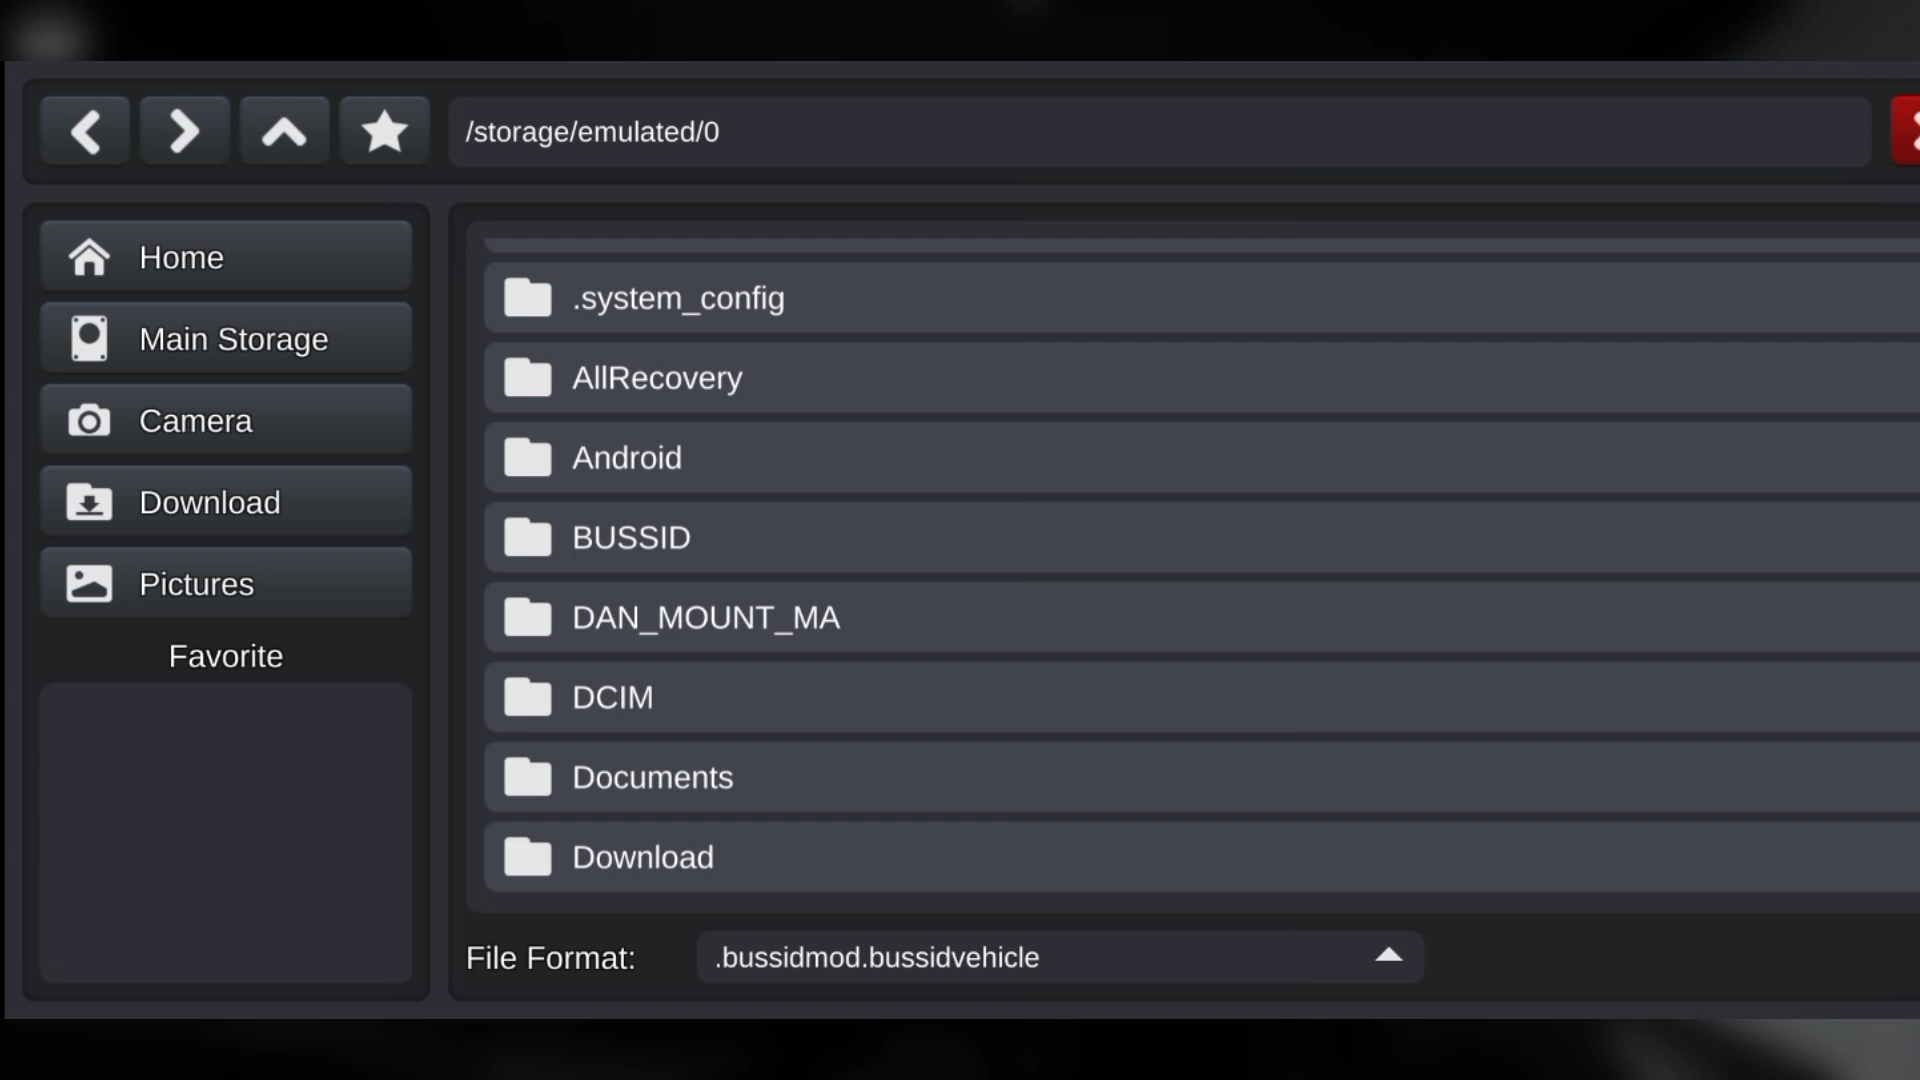 /storage/emulated/0
Home
Main Storage
Camera
Download
Pictures
Favorite
.system_config
AllRecovery
Android
BUSSID
DAN_MOUNT_MA
DCIM
Documents
Download
File Format:
.bussidmod.bussidvehicle